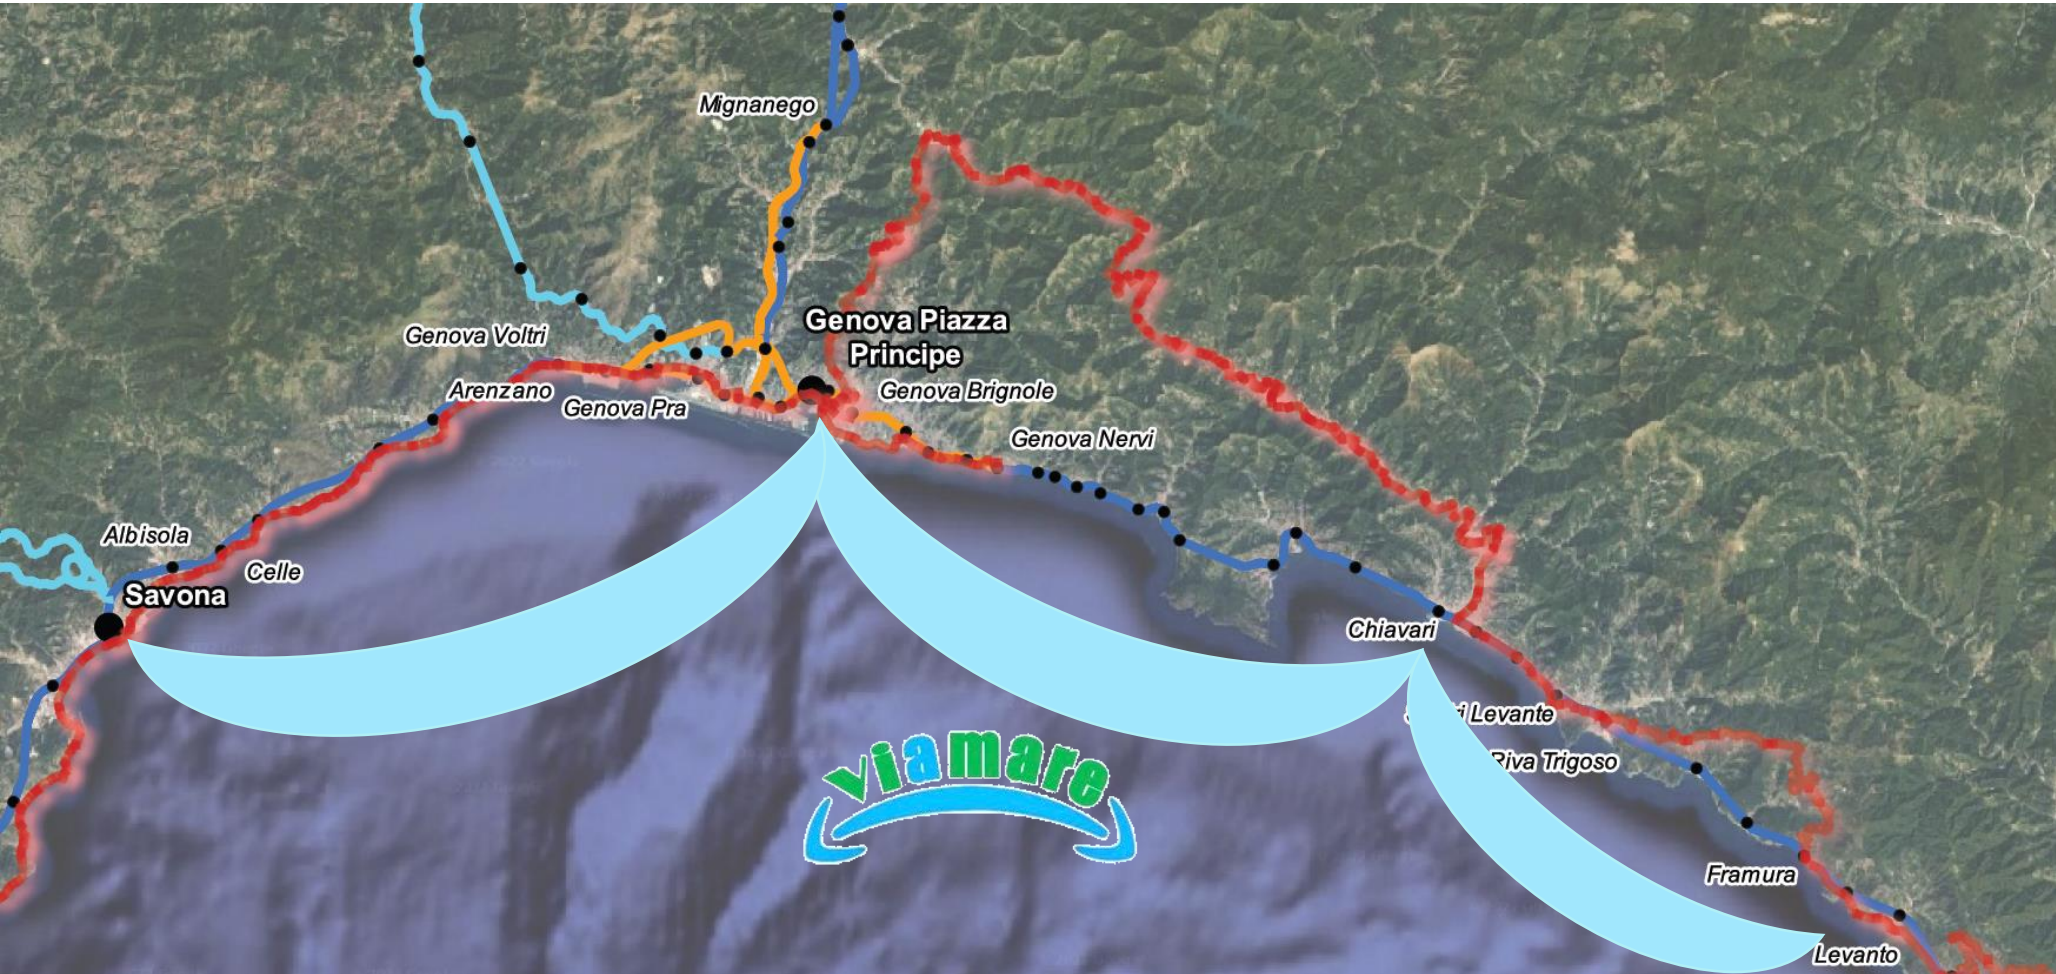 Mignanego
Genova Piazza
Principe
Genova Voltri
Arenzano
Genova Pra
Genova Brignole
Genova Nervi
Albisola
Celle
Savona
Chiavari
Levante
Riva Trigoso
viamare
Framura
Levanto